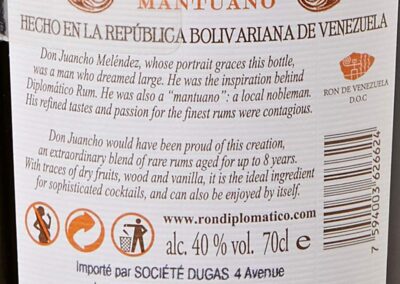 MANTUANO
HECHO EN LA REPÚBLICA BOLIVARIANA DE VENEZUELA
Don Juancho Meléndez, whose portrait graces this bottle,
was a man who dreamed large. He was the inspiration behind
Diplomático Rum. He was also a "mantuano": a local nobleman.
His refined tastes and passion for the finest rums were contagious.
RON DE VENEZUELA
D.O.C
Don Juancho would have been proud of this creation,
an extraordinary blend of rare rums aged for up to 8 years.
With traces of dry fruits, wood and vanilla, it is the ideal ingredient
for sophisticated cocktails, and can also be enjoyed by itself.
www.rondiplomatico.com
alc. 40 % vol. 70cl e
7 594003 626624
Importé par SOCIÉTÉ DUGAS 4 Avenue